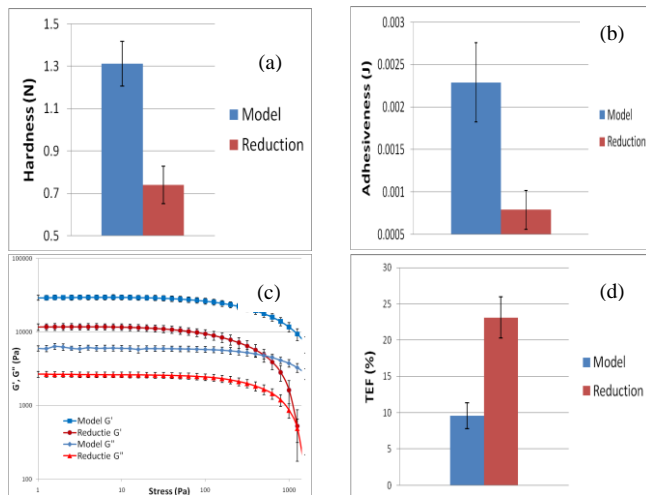 1.5
1.3
1.1
0.9
0.7
0.5
Hardness (N)
(a)
Model
Reduction
0.003
0.0025
0.002
0.0015
0.001
0.0005
Adhesiveness (J)
(b)
Model
Reduction
100000
10000
1000
100
G', G" (Pa)
(c)
Model G'
Reductie G'
Model G"
Reductie G"
1
10
100
1000
Stress (Pa)
30
25
20
15
10
5
0
TEF (%)
(d)
Model
Reduction